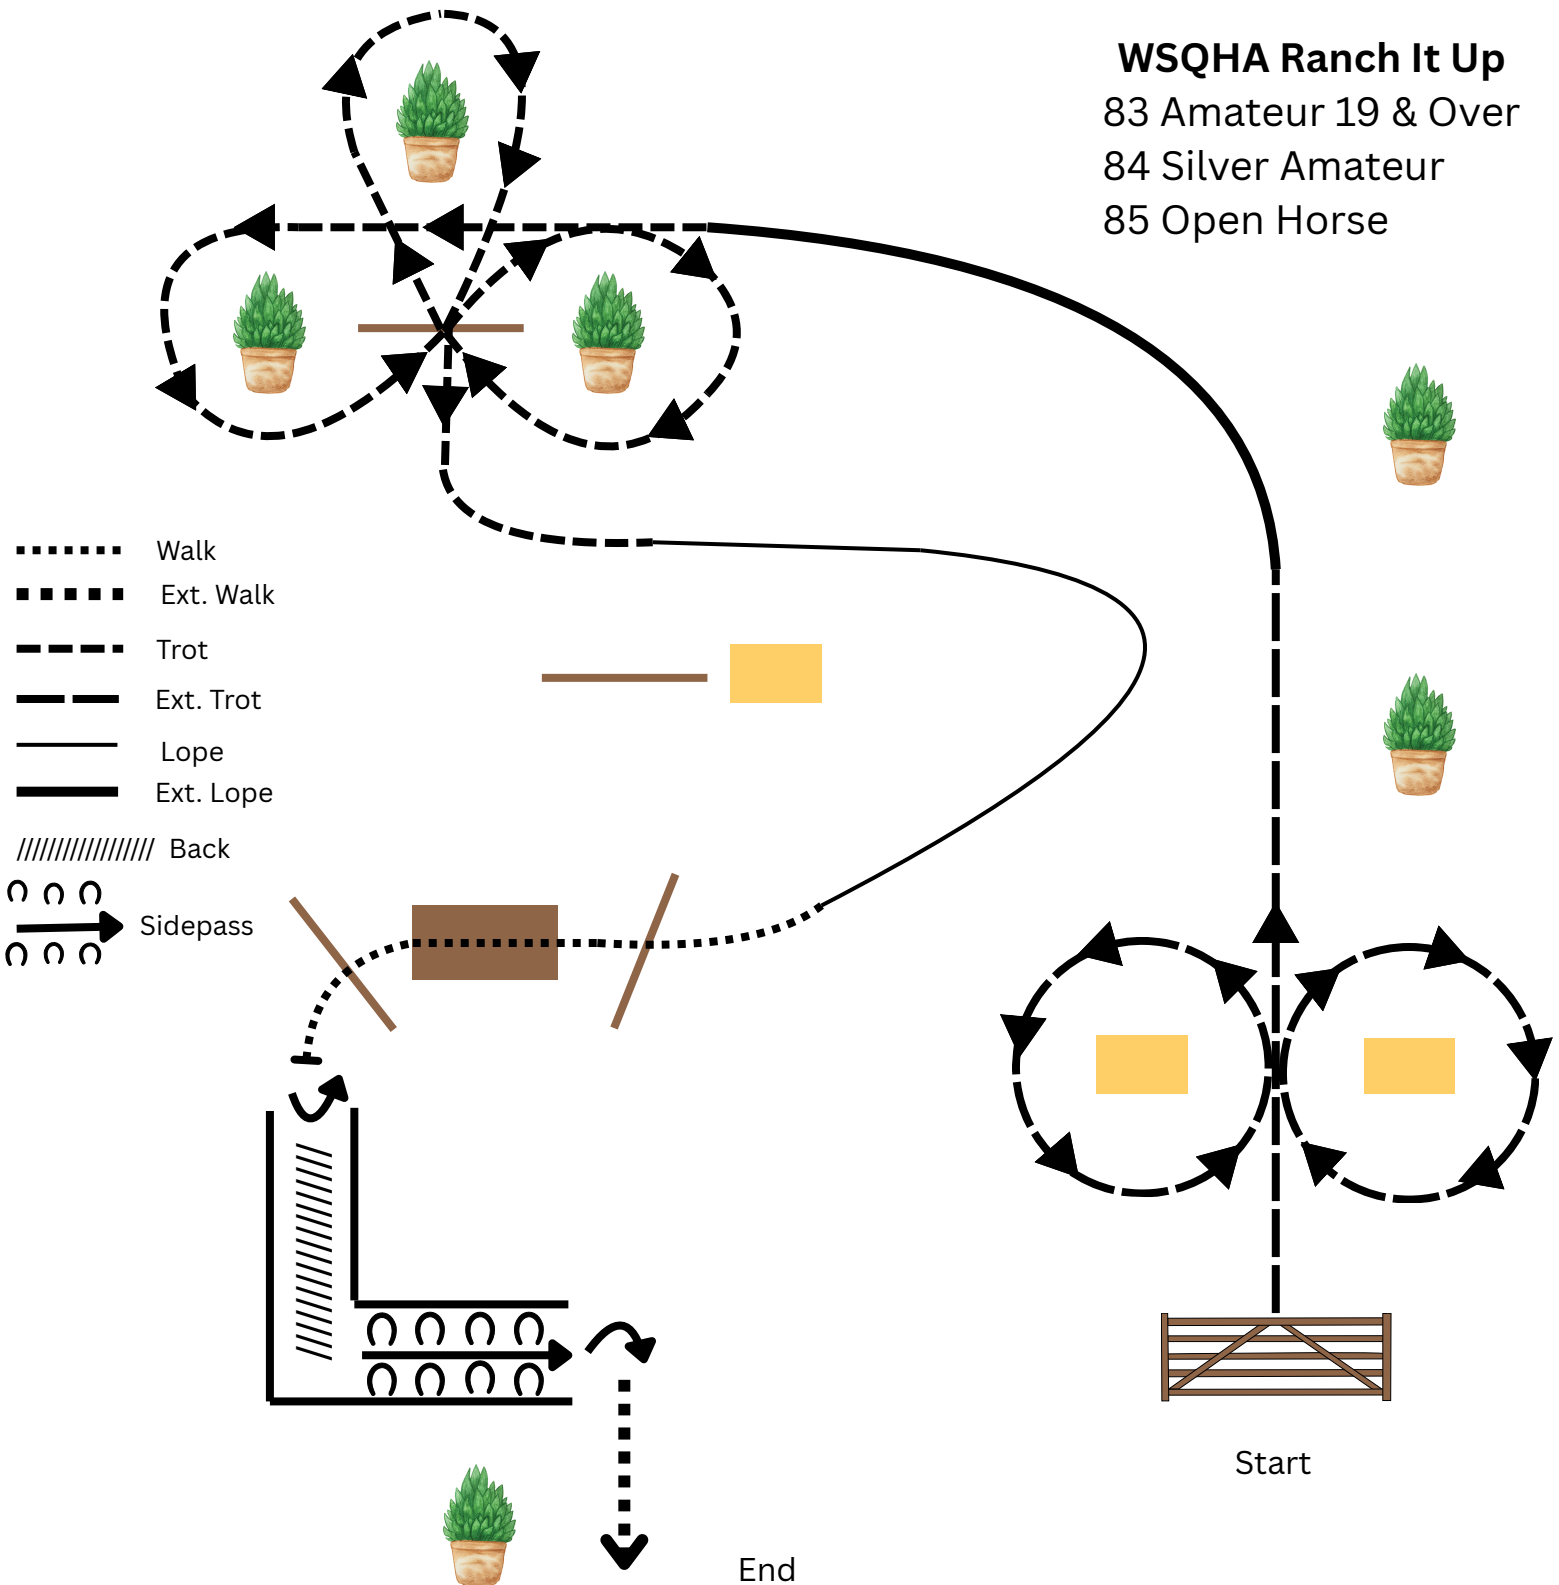 WSQHA Ranch It Up
83 Amateur 19 & Over
84 Silver Amateur
85 Open Horse
Walk
Ext. Walk
Trot
Ext. Trot
Lope
Ext. Lope
Back
Sidepass
Start
End